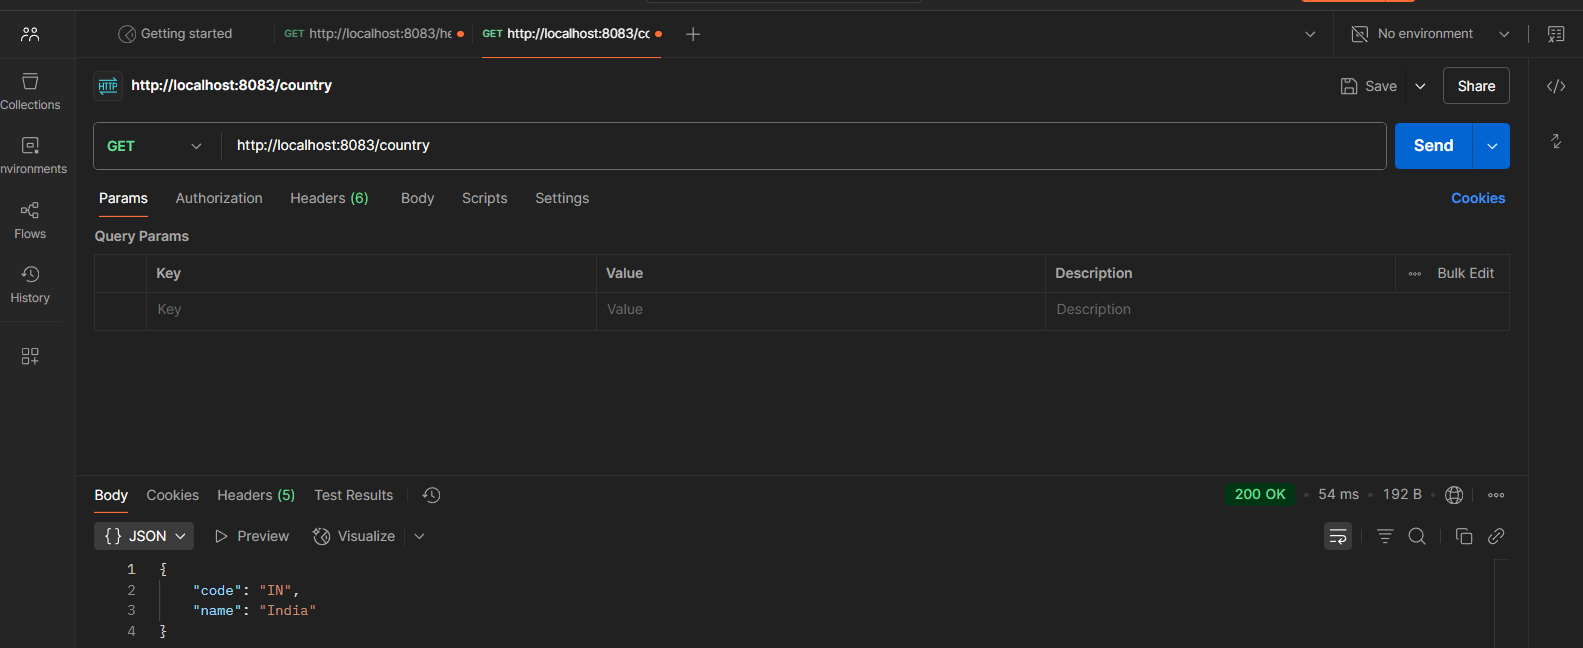 Getting started
GET http://localhost:8083/he
GET http://localhost:8083/co
No environment
Collections
nvironments
Flows
History
HTTP http://localhost:8083/country
Save
Share
GET http://localhost:8083/country
Send
Params Authorization Headers (6) Body Scripts Settings Cookies
Query Params
Key Value Description Bulk Edit
Key Value Description
Body Cookies Headers (5) Test Results 200 OK • 54 ms • 192 B •
{} JSON Preview Visualize
1 {
2 "code": "IN",
3 "name": "India"
4 }